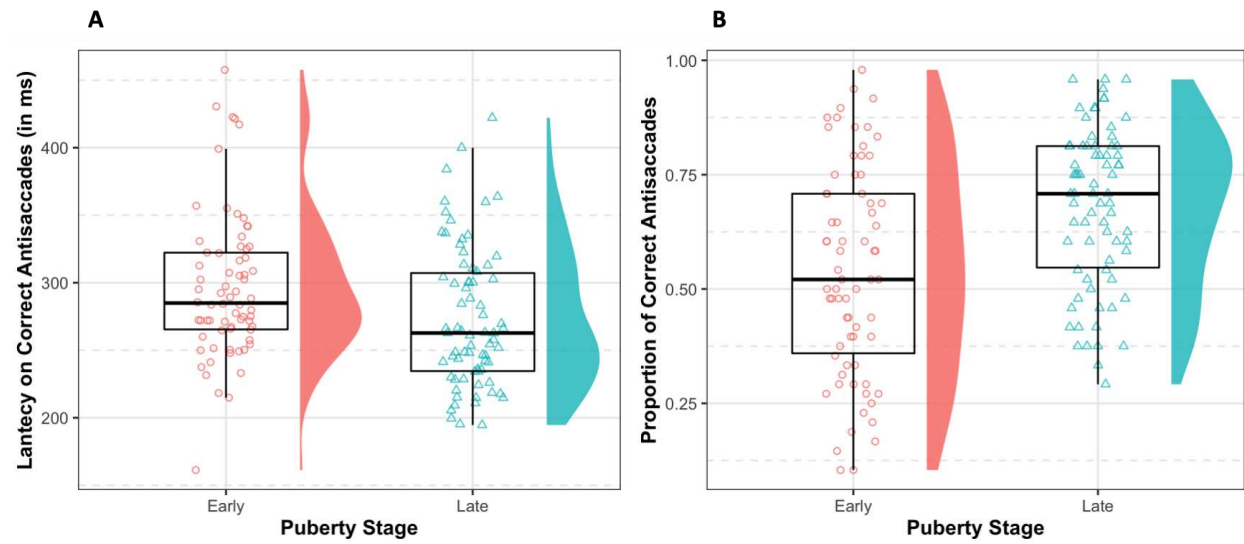 A
Lantecy on Correct Antisaccades (in ms)
400
300
200
Early
Late
Puberty Stage
B
Proportion of Correct Antisaccades
1.00
0.75
0.50
0.25
Early
Late
Puberty Stage